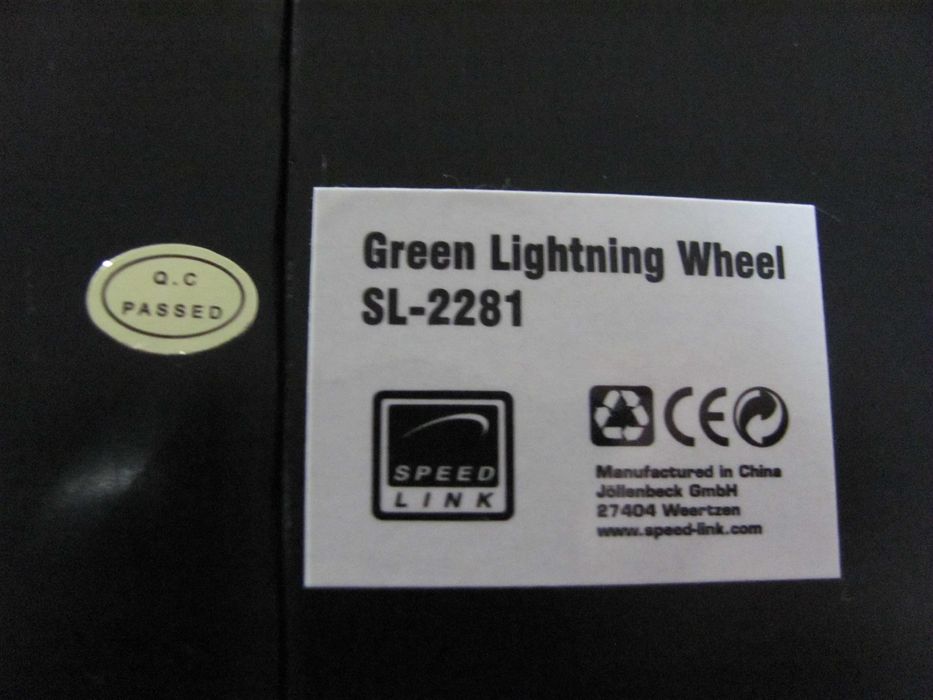 Q.C
PASSED
Green Lightning Wheel
SL-2281
SPEED
LINK
CE
Manufactured in China
Jöllenbeck GmbH
27404 Weertzen
www.speed-link.com